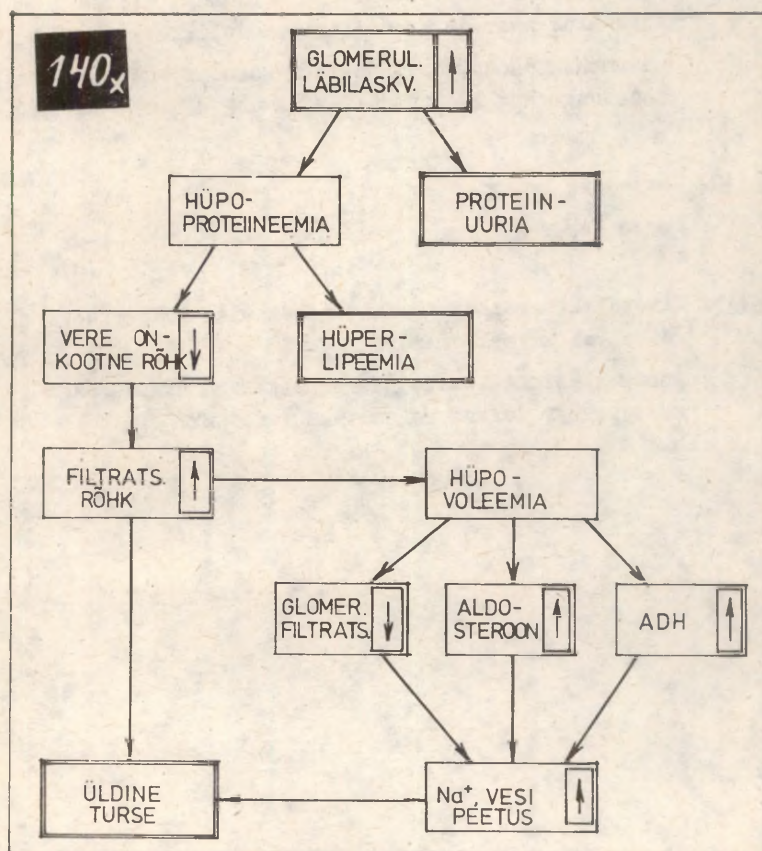 140x
GLOMERUL.
LÄBILASKV.
HÜPO-
PROTEIINEEMIA
PROTEIIN-
UURIA
VERE ON-
KOOTNE RÕHK
HÜPER-
LIPEEMIA
FILTRATS.
RÕHK
HÜPO-
VOLEEMIA
GLOMER.
FILTRATS.
ALDO-
STEROON
ADH
ÜLDINE
TURSE
Na⁺, VESI
PEETUS